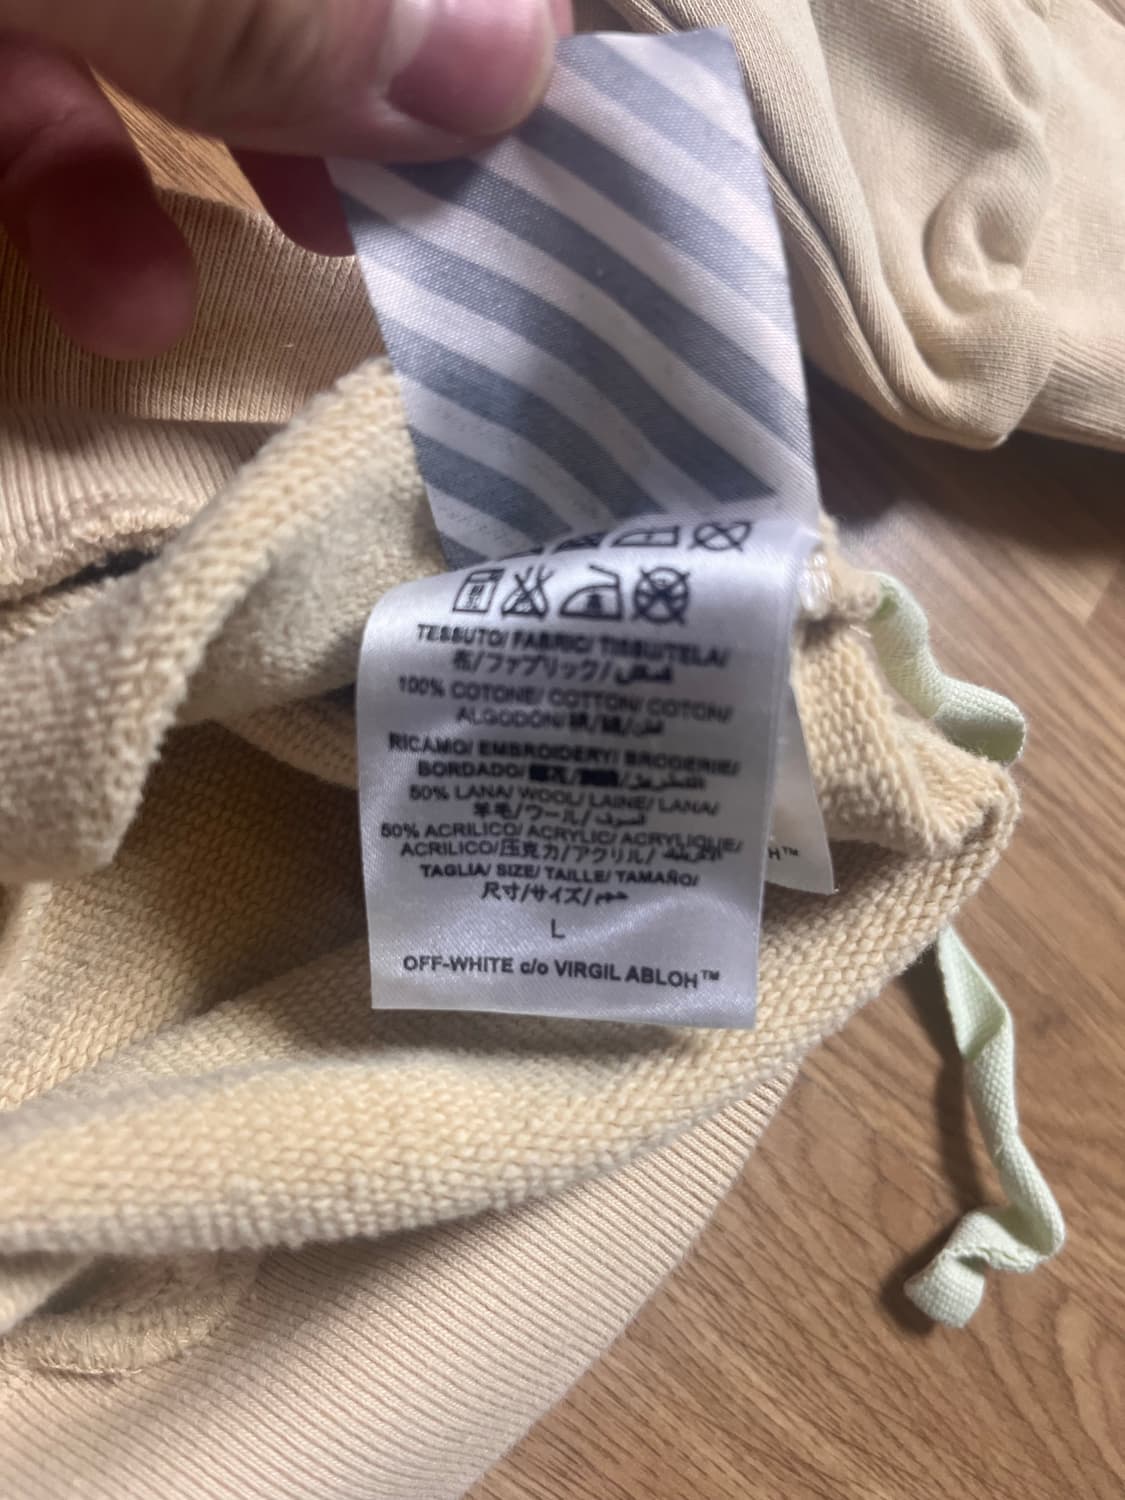 TESSUTO/ FABRIC/ TISSU/TELA/
布/ファブリック/
100% COTONE/ COTTON/ COTON/
ALGODÓN/
RICAMO/ EMBROIDERY/ BRODERIE/
BORDADO/
50% LANA/ WOOL/ LAINE/ LANA/
羊毛/ウール/
50% ACRILICO/ ACRYLIC/ ACRYLIQUE/
ACRILICO/压克力/アクリル/
TAGLIA/ SIZE/ TAILLE/ TAMAÑO/
尺寸/サイズ/حجم
L
OFF-WHITE c/o VIRGIL ABLOH™
H™